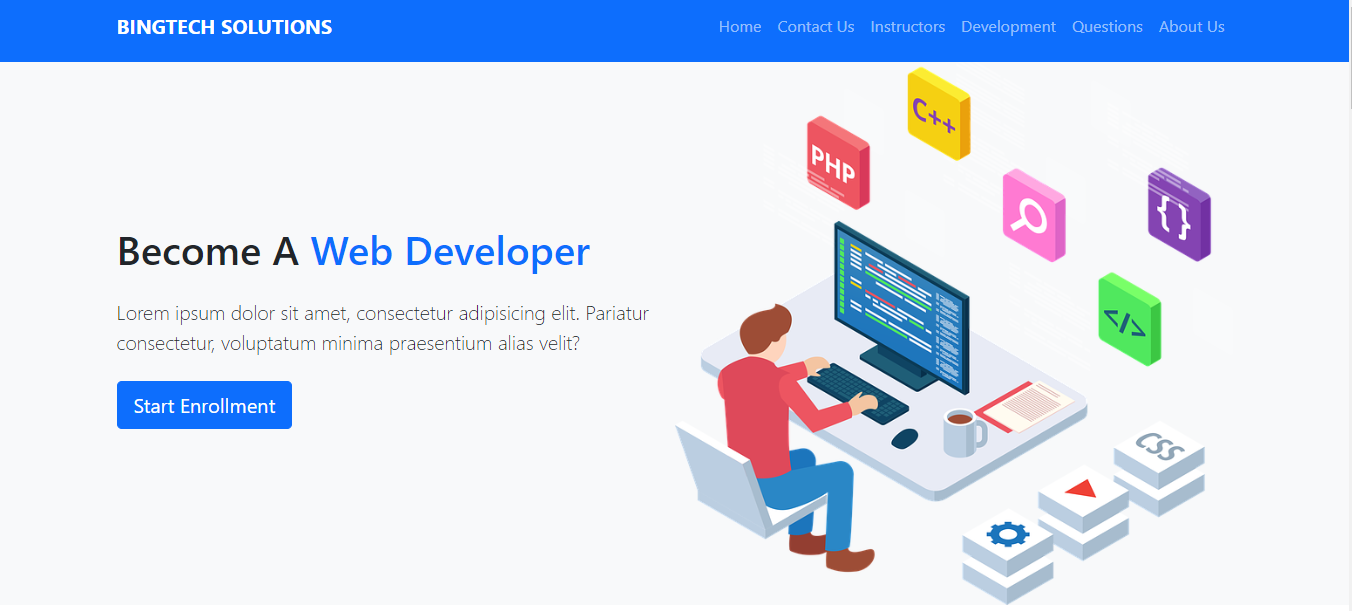 BINGTECH SOLUTIONS
Home Contact Us Instructors Development Questions About Us
C++
PHP
{}
Become A Web Developer
</>
Lorem ipsum dolor sit amet, consectetur adipisicing elit. Pariatur
consectetur, voluptatum minima praesentium alias velit?
Start Enrollment
CSS